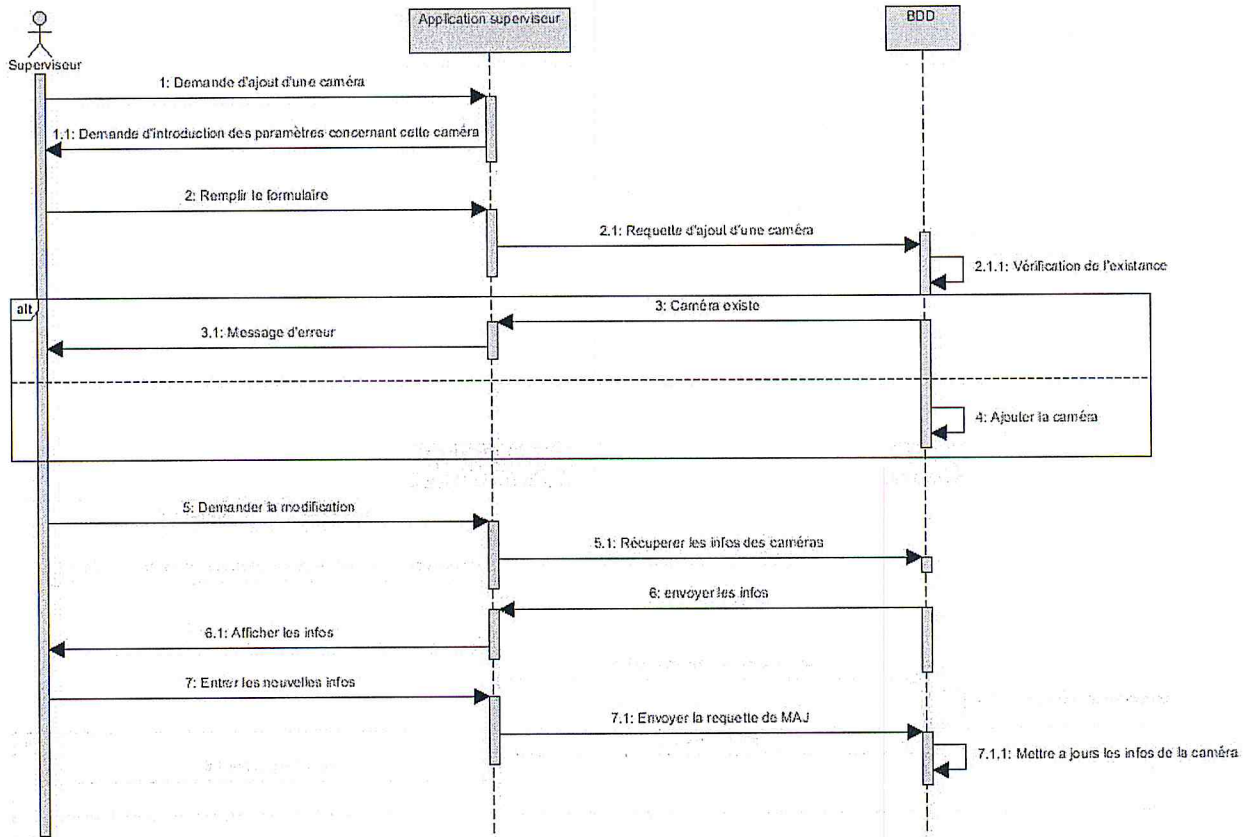 Application superviseur
BDD
Superviseur
1: Demande d'ajout d'une caméra
1.1: Demande d'introduction des paramètres concernant cette caméra
2: Remplir le formulaire
2.1: Requette d'ajout d'une caméra
2.1.1: Vérification de l'existance
alt
3: Caméra existe
3.1: Message d'erreur
4: Ajouter la caméra
5: Demander la modification
5.1: Récuperer les infos des caméras
6: envoyer les infos
6.1: Afficher les infos
7: Entrer les nouvelles infos
7.1: Envoyer la requette de MAJ
7.1.1: Mettre a jours les infos de la caméra